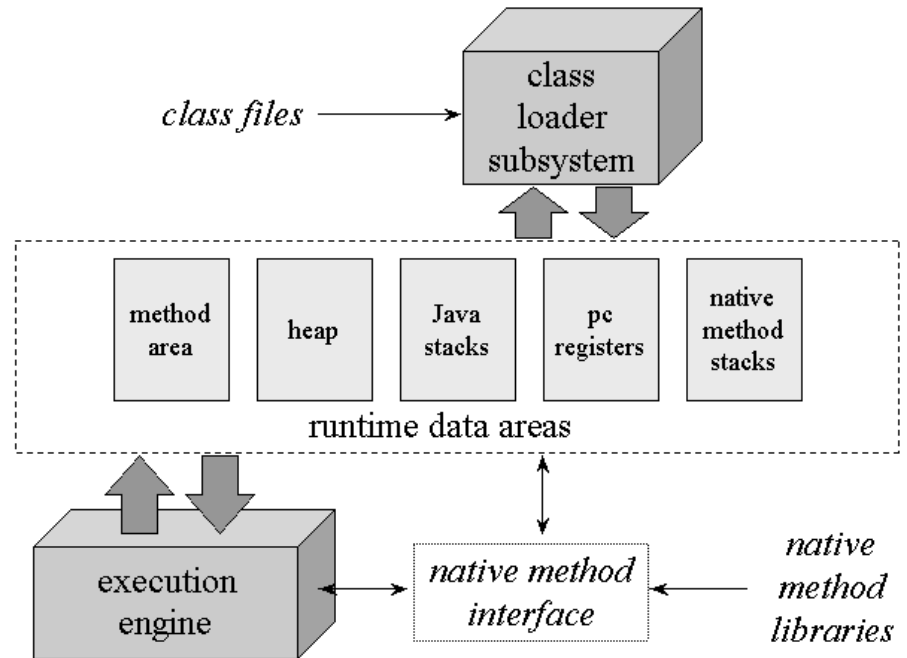 class
loader
subsystem
class files
method
area
heap
Java
stacks
pc
registers
native
method
stacks
runtime data areas
execution
engine
native method
interface
native
method
libraries